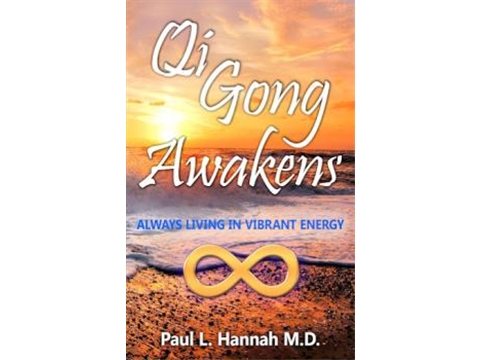 Qi
Gong
Awakens
ALWAYS LIVING IN VIBRANT ENERGY
Paul L. Hannah M.D.